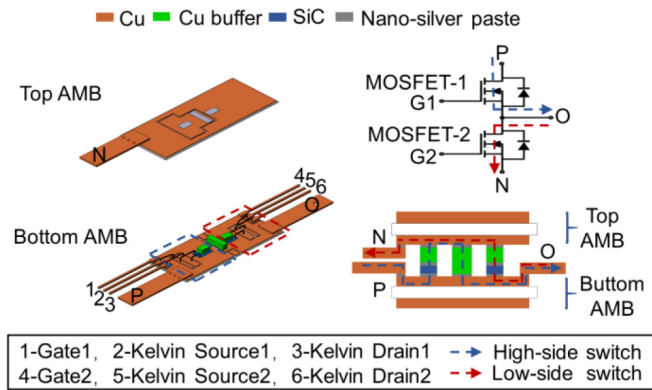 Cu Cu buffer SiC Nano-silver paste
Top AMB
N
P
MOSFET-1
G1
O
MOSFET-2
G2
N
Bottom AMB
456
O
123
P
N
O
P
Top
AMB
Buttom
AMB
1-Gate1, 2-Kelvin Source1, 3-Kelvin Drain1
4-Gate2, 5-Kelvin Source2, 6-Kelvin Drain2
High-side switch
Low-side switch